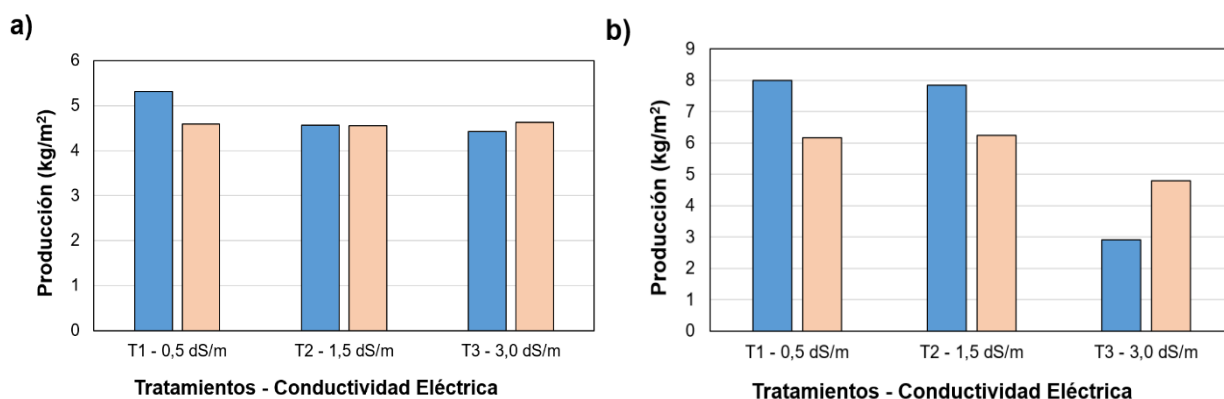 a)
Producción (kg/m²)
6
5
4
3
2
1
0
T1 - 0,5 dS/m
T2 - 1,5 dS/m
T3 - 3,0 dS/m
Tratamientos - Conductividad Eléctrica
b)
Producción (kg/m²)
9
8
7
6
5
4
3
2
1
0
T1 - 0,5 dS/m
T2 - 1,5 dS/m
T3 - 3,0 dS/m
Tratamientos - Conductividad Eléctrica